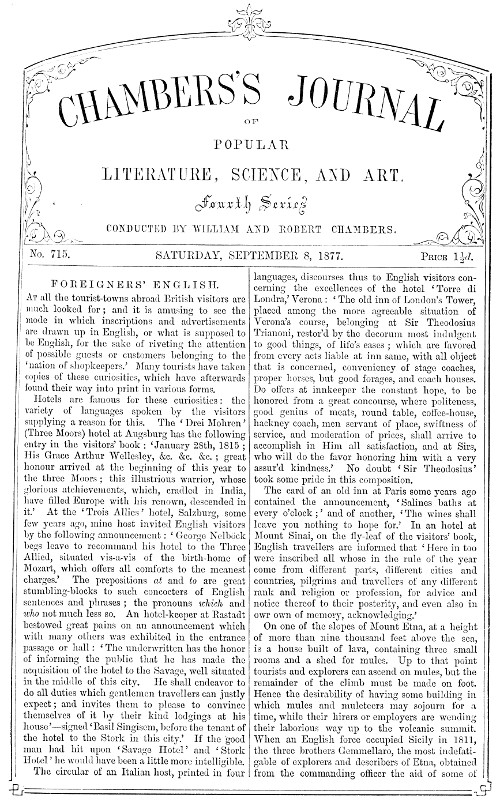 CHAMBERS'S JOURNAL
OF
POPULAR
LITERATURE, SCIENCE, AND ART.
Fourth Series
CONDUCTED BY WILLIAM AND ROBERT CHAMBERS.
No. 715.
SATURDAY, SEPTEMBER 8, 1877.
PRICE 1½d.
FOREIGNERS' ENGLISH.
AT all the tourist-towns abroad British visitors are
much looked for; and it is amusing to see the
mode in which inscriptions and advertisements
are drawn up in English, or what is supposed to
be English, for the sake of riveting the attention
of possible guests or customers belonging to the
'nation of shopkeepers.' Many tourists have taken
copies of these curiosities, which have afterwards
found their way into print in various forms.
Hotels are famous for these curiosities: the
variety of languages spoken by the visitors
supplying a reason for this. The 'Drei Mohren'
(Three Moors) hotel at Augsburg has the following
entry in the visitors' book: 'January 28th, 1815;
His Grace Arthur Wellesley, &c. &c. &c.; great
honour arrived at the beginning of this year to
the three Moors; this illustrious warrior, whose
glorious atchievements, which, cradled in India,
have filled Europe with his renown, descended in
it.' At the 'Trois Allies' hotel, Salzburg, some
few years ago, mine host invited English visitors
by the following announcement: 'George Nelböck
begs leave to recommand his hotel to the Three
Allied, situated vis-a-vis of the birth-home of
Mozart, which offers all comforts to the meanest
charges.' The prepositions at and to are great
stumbling-blocks to such concocters of English
sentences and phrases; the pronouns which and
who not much less so. An hotel-keeper at Rastadt
bestowed great pains on an announcement which
with many others was exhibited in the entrance
passage or hall: 'The underwritten has the honor
of informing the public that he has made the
acquisition of the hotel to the Savage, well situated
in the middle of this city. He shall endeavor to
do all duties which gentlemen travellers can justly
expect; and invites them to please to convince
themselves of it by their kind lodgings at his
house'—signed 'Basil Singisem, before the tenant of
the hotel to the Stork in this city.' If the good
man had hit upon 'Savage Hotel' and 'Stork
Hotel' he would have been a little more intelligible.
The circular of an Italian host, printed in four
languages, discourses thus to English visitors con-
cerning the excellences of the hotel 'Torre di
Londra,' Verona: 'The old inn of London's Tower,
placed among the more agreeable situation of
Verona's course, belonging at Sir Theodosius
Trianoni, restor'd by the decorum most indulgent
to good things, of life's eases; which are favored
from every arts liable at inn same, with all object
that is concerned, conveniency of stage coaches,
proper horses, but good forages, and coach houses.
Do offers at innkeeper constant hope, to be
honored from a great concourse, where politeness,
good genius of meats, round table, coffee-house,
hackney coach, men servant of place, swiftness of
service, and moderation of prices, shall arrive to
accomplish in Him all satisfaction, and at Sirs,
who will do the favor honoring him with a very
assur'd kindness.' No doubt 'Sir Theodosius'
took some pride in this composition.
The card of an old inn at Paris some years ago
contained the announcement, 'Salines baths at
every o'clock;' and of another, 'The wines shall
leave you nothing to hope for.' In an hotel at
Mount Sinai, on the fly-leaf of the visitors' book,
English travellers are informed that 'Here in too
were inscribed all whose in the rule of the year
come from different parts, different cities and
countries, pilgrims and travellers of any different
rank and religion or profession, for advice and
notice thereof to their posterity, and even also in
owr own of memory, acknowledging.'
On one of the slopes of Mount Etna, at a height
of more than nine thousand feet above the sea,
is a house built of lava, containing three small
rooms and a shed for mules. Up to that point
tourists and explorers can ascend on mules, but the
remainder of the climb must be made on foot.
Hence the desirability of having some building in
which mules and muleteers may sojourn for a
time, while their hirers or employers are wending
their laborious way up to the volcanic summit.
When an English force occupied Sicily in 1811,
the three brothers Gemmellaro, the most indefati-
gable of explorers and describers of Etna, obtained
from the commanding officer the aid of some of